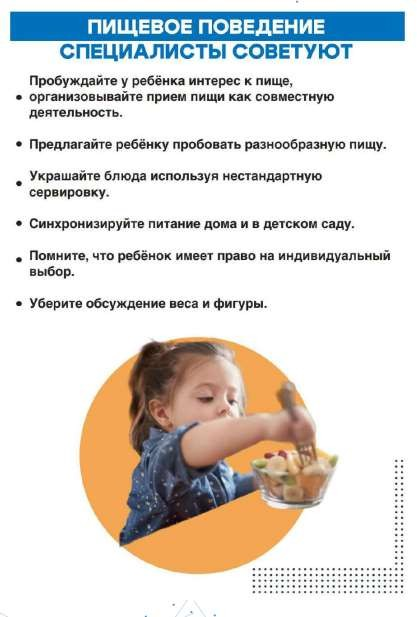 ПИЩЕВОЕ ПОВЕДЕНИЕ
СПЕЦИАЛИСТЫ СОВЕТУЮТ
Пробуждайте у ребёнка интерес к пище,
• организовывайте прием пищи как совместную
деятельность.
• Предлагайте ребёнку пробовать разнообразную пищу.
• Украшайте блюда используя нестандартную
сервировку.
• Синхронизируйте питание дома и в детском саду.
• Помните, что ребёнок имеет право на индивидуальный
выбор.
• Уберите обсуждение веса и фигуры.